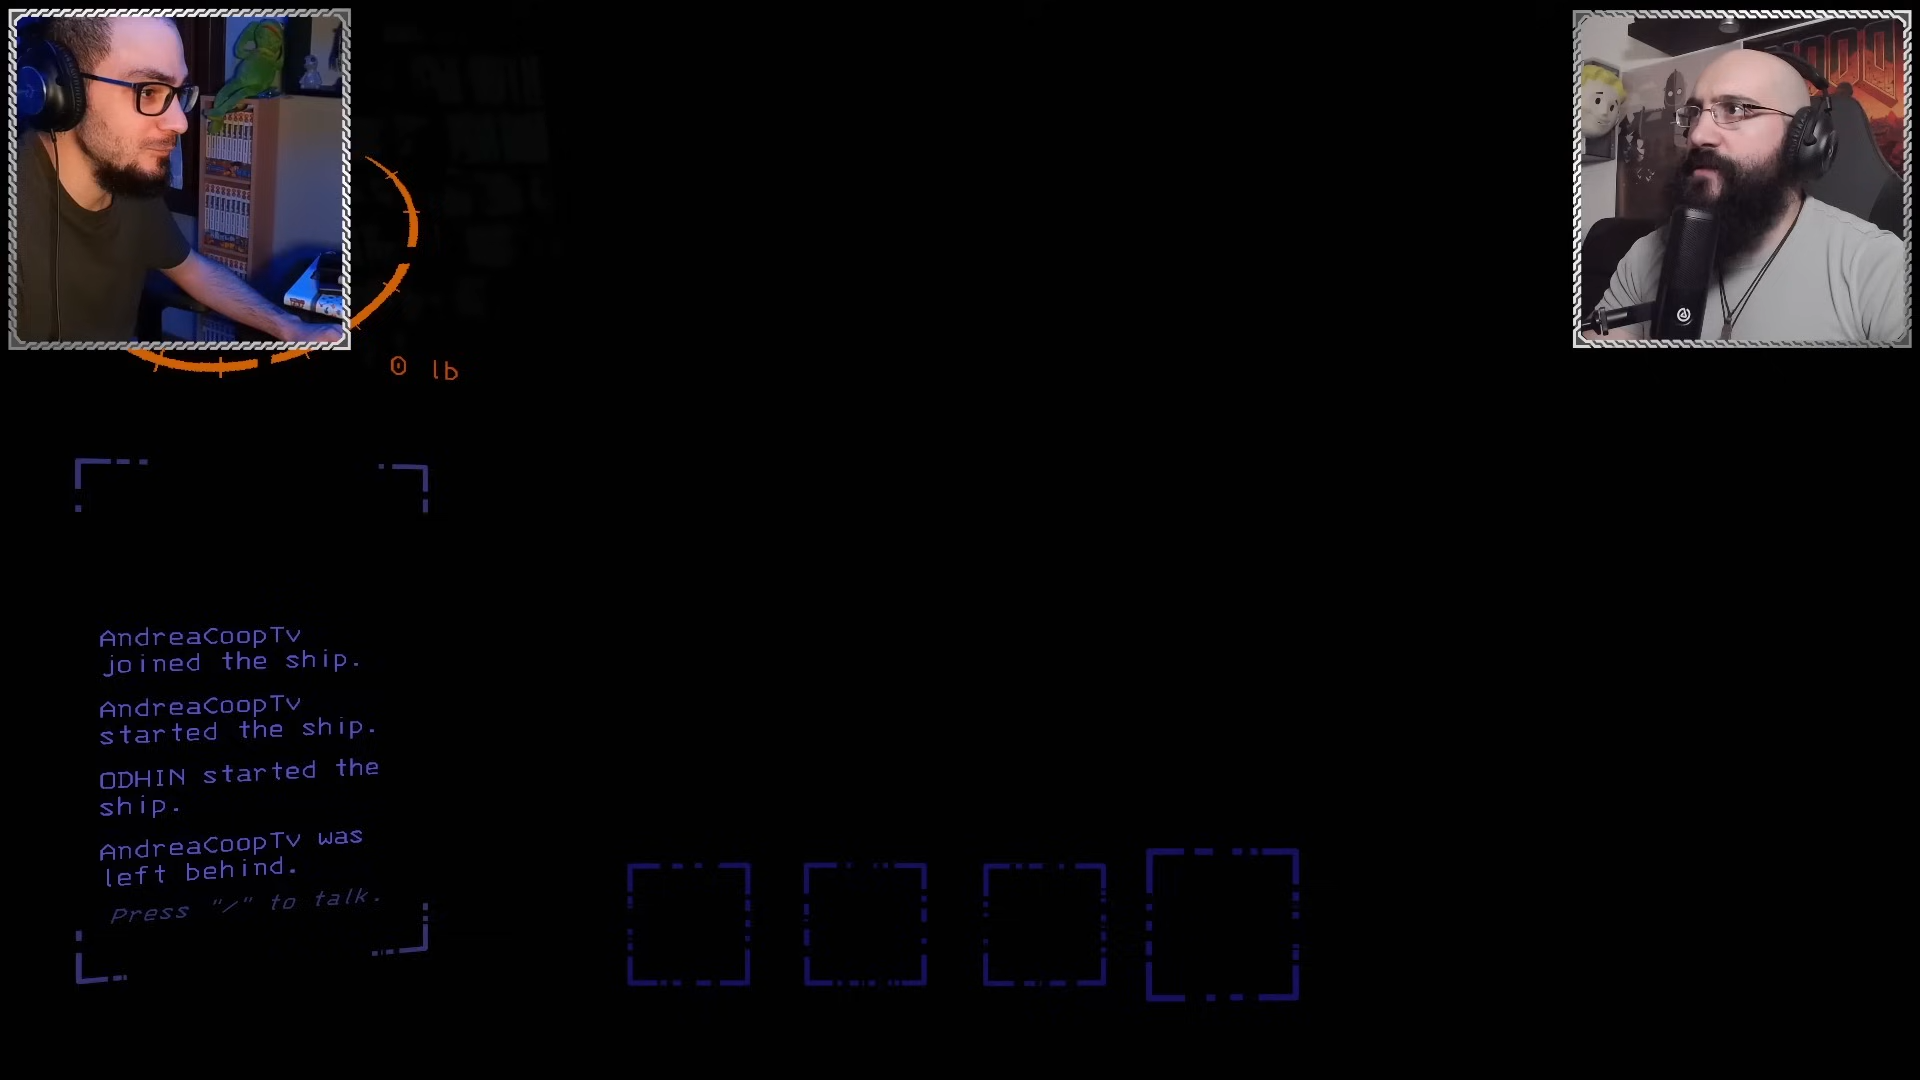 0 lb
AndreaCoopTv
joined the ship.
AndreaCoopTv
started the ship.
ODHIN started the
ship.
AndreaCoopTv was
left behind.
Press "/" to talk.